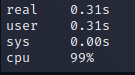 real 0.31s
user 0.31s
sys 0.00s
cpu 99%